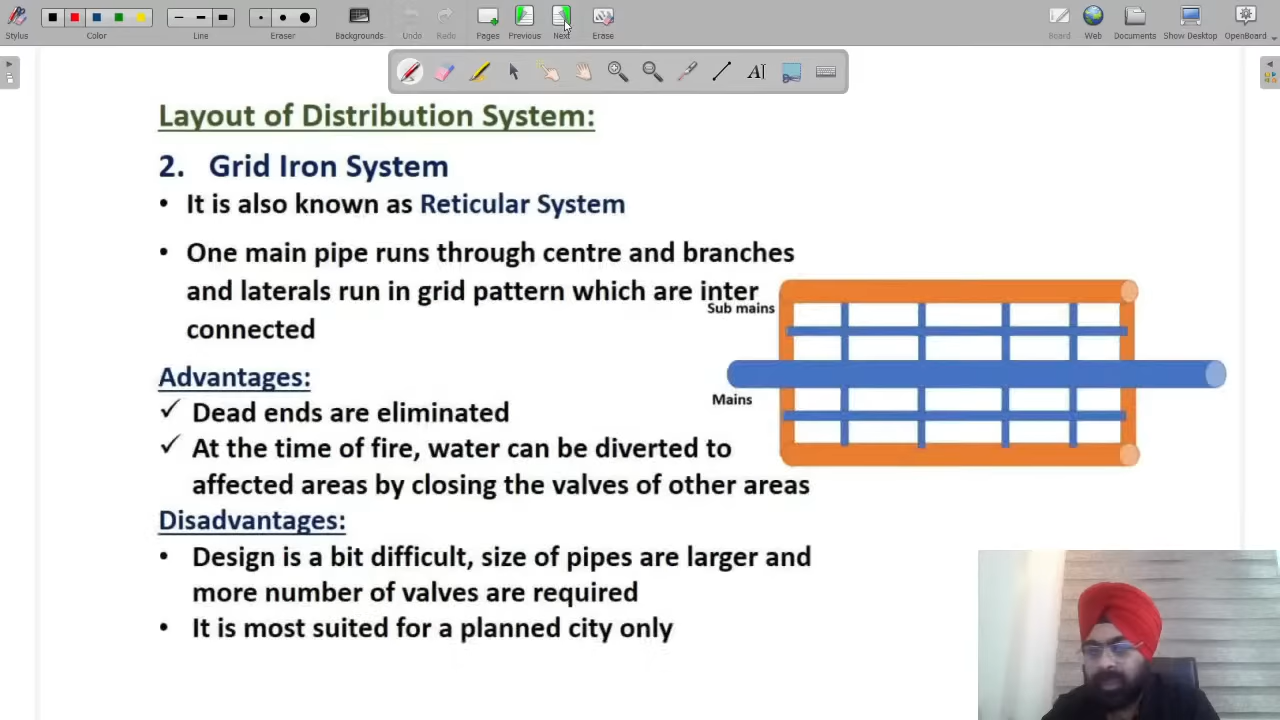 Stylus
Color
Line
Eraser
Backgrounds
Undo
Redo
Pages
Previous
Next
Erase
Board
Web
Documents
Show Desktop
OpenBoard
Layout of Distribution System:
2. Grid Iron System
• It is also known as Reticular System
• One main pipe runs through centre and branches
and laterals run in grid pattern which are inter
connected
Sub mains
Mains
Advantages:
✓ Dead ends are eliminated
✓ At the time of fire, water can be diverted to
affected areas by closing the valves of other areas
Disadvantages:
• Design is a bit difficult, size of pipes are larger and
more number of valves are required
• It is most suited for a planned city only